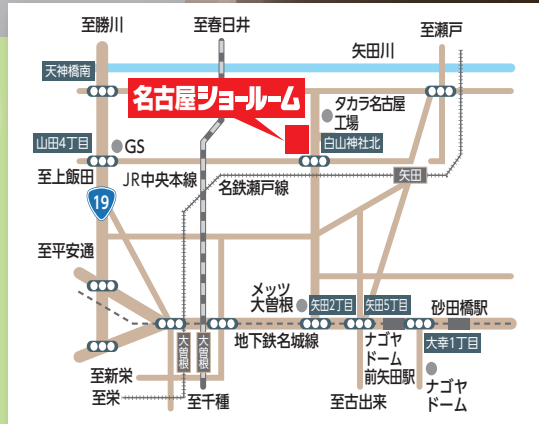 至勝川
至春日井
至瀬戸
矢田川
天神橋南
名古屋ショールーム
タカラ名古屋
工場
山田4丁目
GS
白山神社北
至上飯田
JR中央本線
名鉄瀬戸線
矢田
19
至平安通
メッツ
大曽根
矢田2丁目
矢田5丁目
砂田橋駅
大曽根
大曽根
地下鉄名城線
ナゴヤ
ドーム
前矢田駅
大幸1丁目
至新栄
至栄
至千種
至古出来
ナゴヤ
ドーム